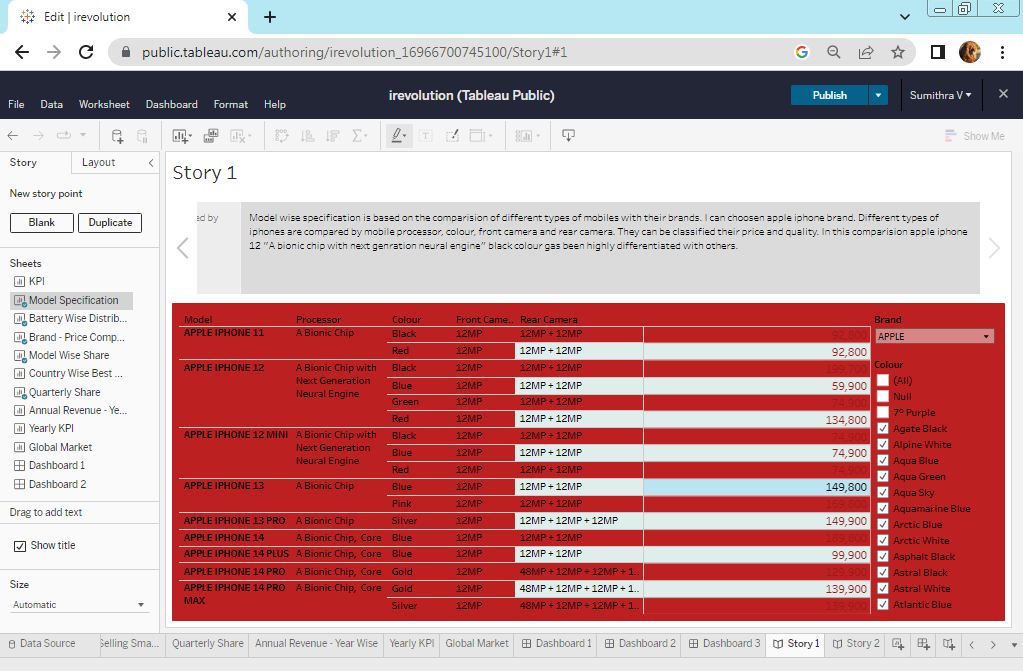 Edit | irevolution
public.tableau.com/authoring/irevolution_16966700745100/Story1#1
irevolution (Tableau Public)
Publish
Sumithra V
File Data Worksheet Dashboard Format Help
Show Me
Story Layout
New story point
Blank Duplicate
Sheets
KPI
Model Specification
Battery Wise Distrib...
Brand - Price Comp...
Model Wise Share
Country Wise Best ...
Quarterly Share
Annual Revenue - Ye...
Yearly KPI
Global Market
Dashboard 1
Dashboard 2
Drag to add text
Show title
Size
Automatic
Story 1
ed by
Model wise specification is based on the comparision of different types of mobiles with their brands. I can choosen apple iphone brand. Different types of
iphones are compared by mobile processor, colour, front camera and rear camera. They can be classified their price and quality. In this comparision apple iphone
12 "A bionic chip with next genration neural engine" black colour gas been highly differentiated with others.
Model Processor Colour Front Came.. Rear Camera
APPLE IPHONE 11 A Bionic Chip Black 12MP 12MP + 12MP 92,800
Red 12MP 12MP + 12MP 92,800
APPLE IPHONE 12 A Bionic Chip with Black 12MP 12MP + 12MP 199,700
Next Generation Blue 12MP 12MP + 12MP 59,900
Neural Engine Green 12MP 12MP + 12MP 74,900
Red 12MP 12MP + 12MP 134,800
APPLE IPHONE 12 MINI A Bionic Chip with Black 12MP 12MP + 12MP 74,900
Next Generation Blue 12MP 12MP + 12MP 74,900
Neural Engine Red 12MP 12MP + 12MP 74,900
APPLE IPHONE 13 A Bionic Chip Blue 12MP 12MP + 12MP 149,800
Pink 12MP 12MP + 12MP
APPLE IPHONE 13 PRO A Bionic Chip Silver 12MP 12MP + 12MP + 12MP 149,900
APPLE IPHONE 14 A Bionic Chip, Core Blue 12MP 12MP + 12MP
APPLE IPHONE 14 PLUS A Bionic Chip, Core Blue 12MP 12MP + 12MP 99,900
APPLE IPHONE 14 PRO A Bionic Chip, Core Gold 12MP 48MP + 12MP + 12MP + 1.. 129,900
APPLE IPHONE 14 PRO A Bionic Chip, Core Gold 12MP 48MP + 12MP + 12MP + 1.. 139,900
MAX Silver 12MP 48MP + 12MP + 12MP + 1.. 139,900
Brand
APPLE
Colour
(All)
Null
7° Purple
Agate Black
Alpine White
Aqua Blue
Aqua Green
Aqua Sky
Aquamarine Blue
Arctic Blue
Arctic White
Asphalt Black
Astral Black
Astral White
Atlantic Blue
Data Source Selling Sma... Quarterly Share Annual Revenue - Year Wise Yearly KPI Global Market Dashboard 1 Dashboard 2 Dashboard 3 Story 1 Story 2